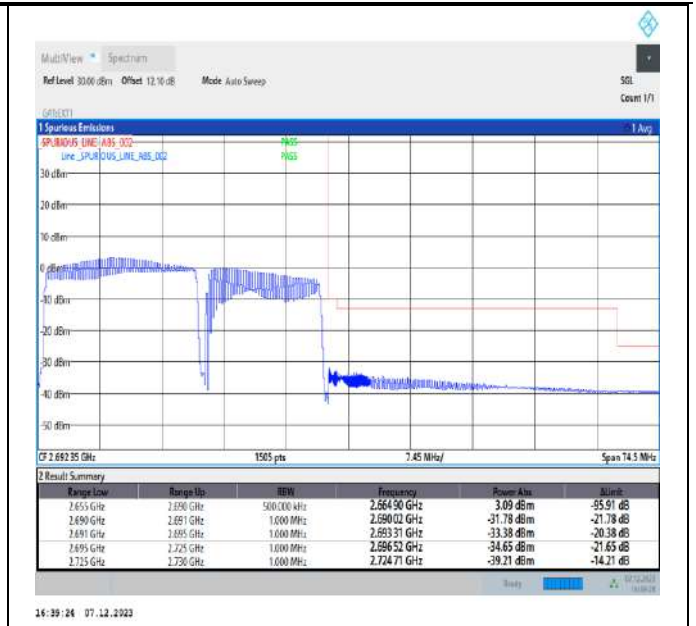 MultiView Spectrum
Ref Level 30.00 dBm Offset 12.10 dB Mode Auto Sweep SGL
Count 1/1
GAT:EXT1
1 Spurious Emissions 1 Avg
SPURIOUS_LINE_ABS_002 PASS
Line _SPURIOUS_LINE_ABS_002 PASS
30 dBm
20 dBm
10 dBm
0 dBm
-10 dBm
-20 dBm
-30 dBm
-40 dBm
-50 dBm
CF 2.692 35 GHz 1505 pts 7.45 MHz/ Span 74.5 MHz
2 Result Summary
Range Low Range Up RBW Frequency Power Abs ΔLimit
2.655 GHz 2.690 GHz 500.000 kHz 2.664 90 GHz 3.09 dBm -95.91 dB
2.690 GHz 2.691 GHz 1.000 MHz 2.690 02 GHz -31.78 dBm -21.78 dB
2.691 GHz 2.695 GHz 1.000 MHz 2.693 31 GHz -33.38 dBm -20.38 dB
2.695 GHz 2.725 GHz 1.000 MHz 2.696 52 GHz -34.65 dBm -21.65 dB
2.725 GHz 2.730 GHz 1.000 MHz 2.724 71 GHz -39.21 dBm -14.21 dB
Ready 07.12.2023
16:39:24 07.12.2023